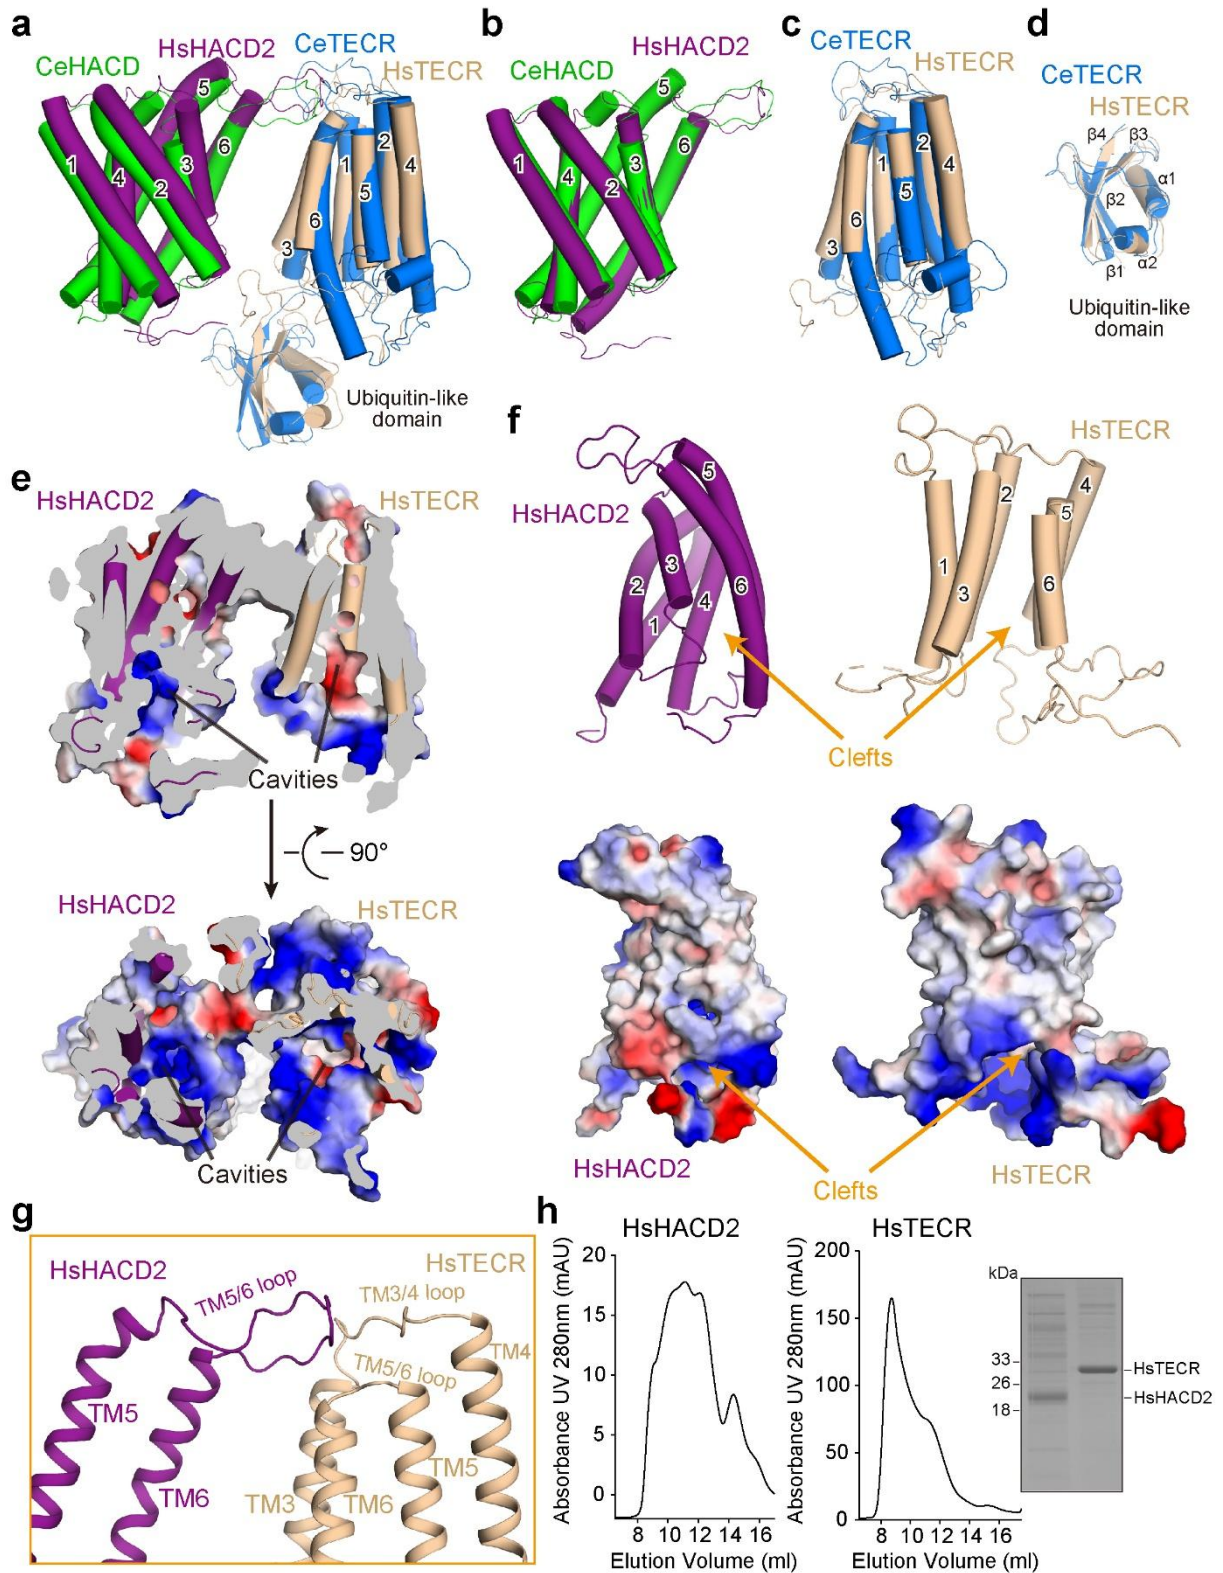 a
HsHACD2
CeTECR
CeHACD
HsTECR
5
6
1
4
3
2
1
2
4
5
6
3
Ubiquitin-like
domain
b
HsHACD2
CeHACD
5
1
3
6
4
2
c
CeTECR
HsTECR
2
1
4
5
6
3
d
CeTECR
HsTECR
β4
β3
α1
β2
β1
α2
Ubiquitin-like
domain
e
HsHACD2
HsTECR
Cavities
90°
HsHACD2
HsTECR
Cavities
f
HsTECR
HsHACD2
5
3
2
6
4
1
4
2
5
1
3
6
Clefts
HsHACD2
Clefts
HsTECR
g
HsHACD2
HsTECR
TM5/6 loop
TM3/4 loop
TM4
TM5/6 loop
TM5
TM5
TM6
TM3
TM6
h
HsHACD2
HsTECR
Absorbance UV 280nm (mAU)
20
15
10
5
0
8 10 12 14 16
Elution Volume (ml)
Absorbance UV 280nm (mAU)
200
150
100
50
0
8 10 12 14 16
Elution Volume (ml)
kDa
33
26
18
HsTECR
HsHACD2